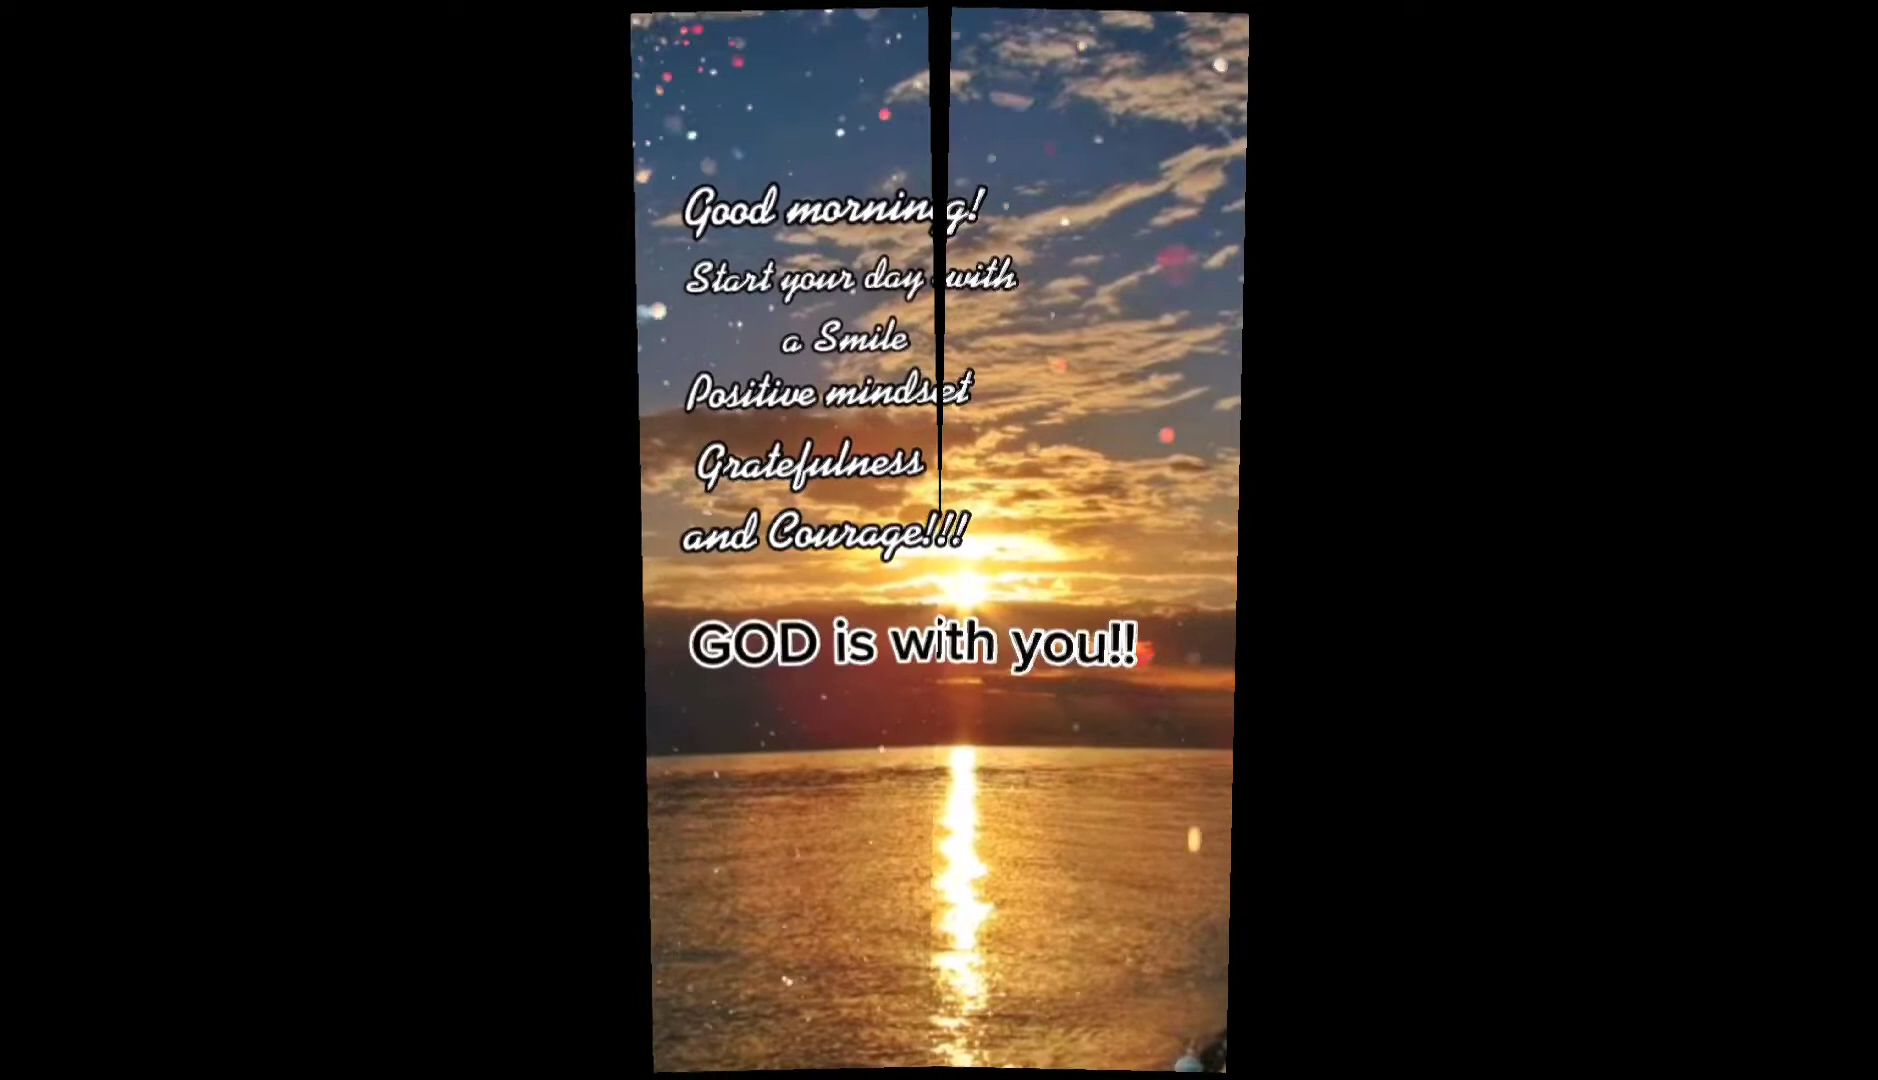 Good morning!
Start your day with
a Smile
Positive mindset
Gratefulness
and Courage!!!
GOD is with you!!